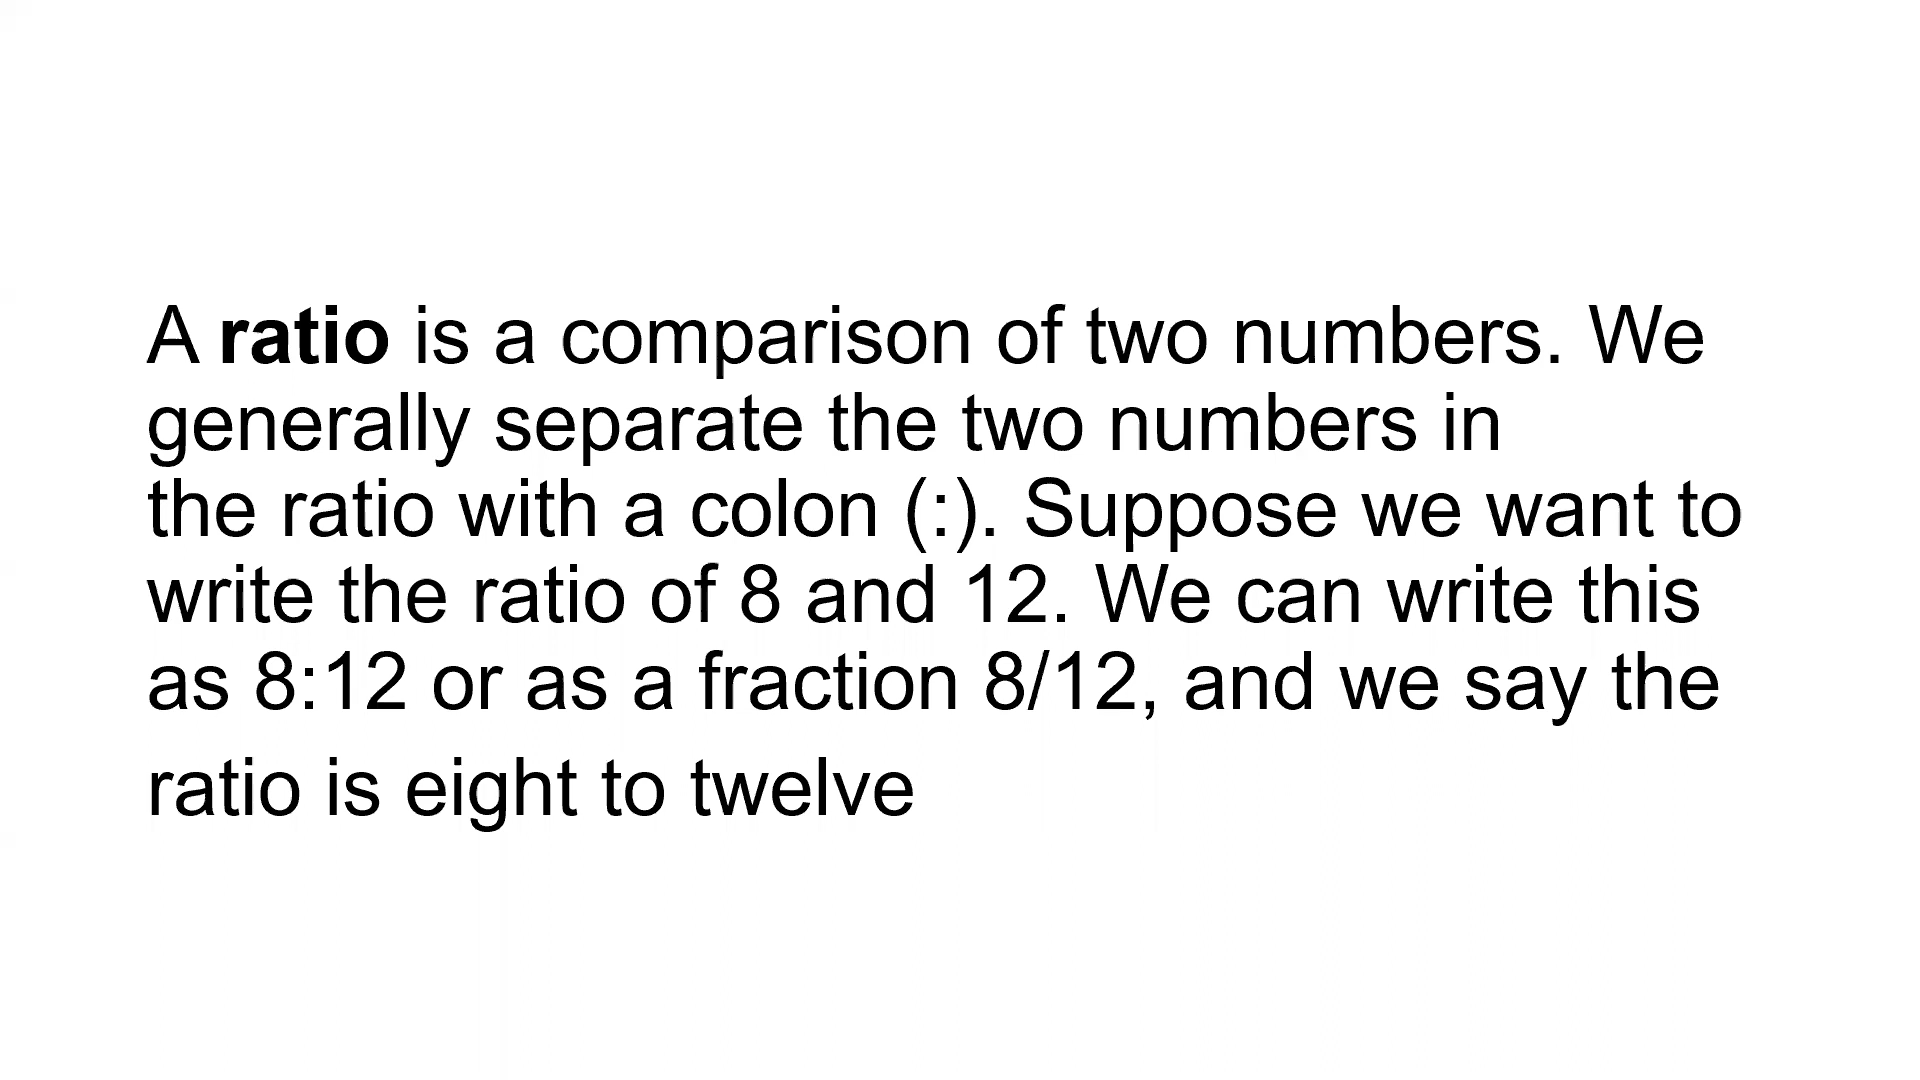 A ratio is a comparison of two numbers. We
generally separate the two numbers in
the ratio with a colon (:). Suppose we want to
write the ratio of 8 and 12. We can write this
as 8:12 or as a fraction 8/12, and we say the
ratio is eight to twelve